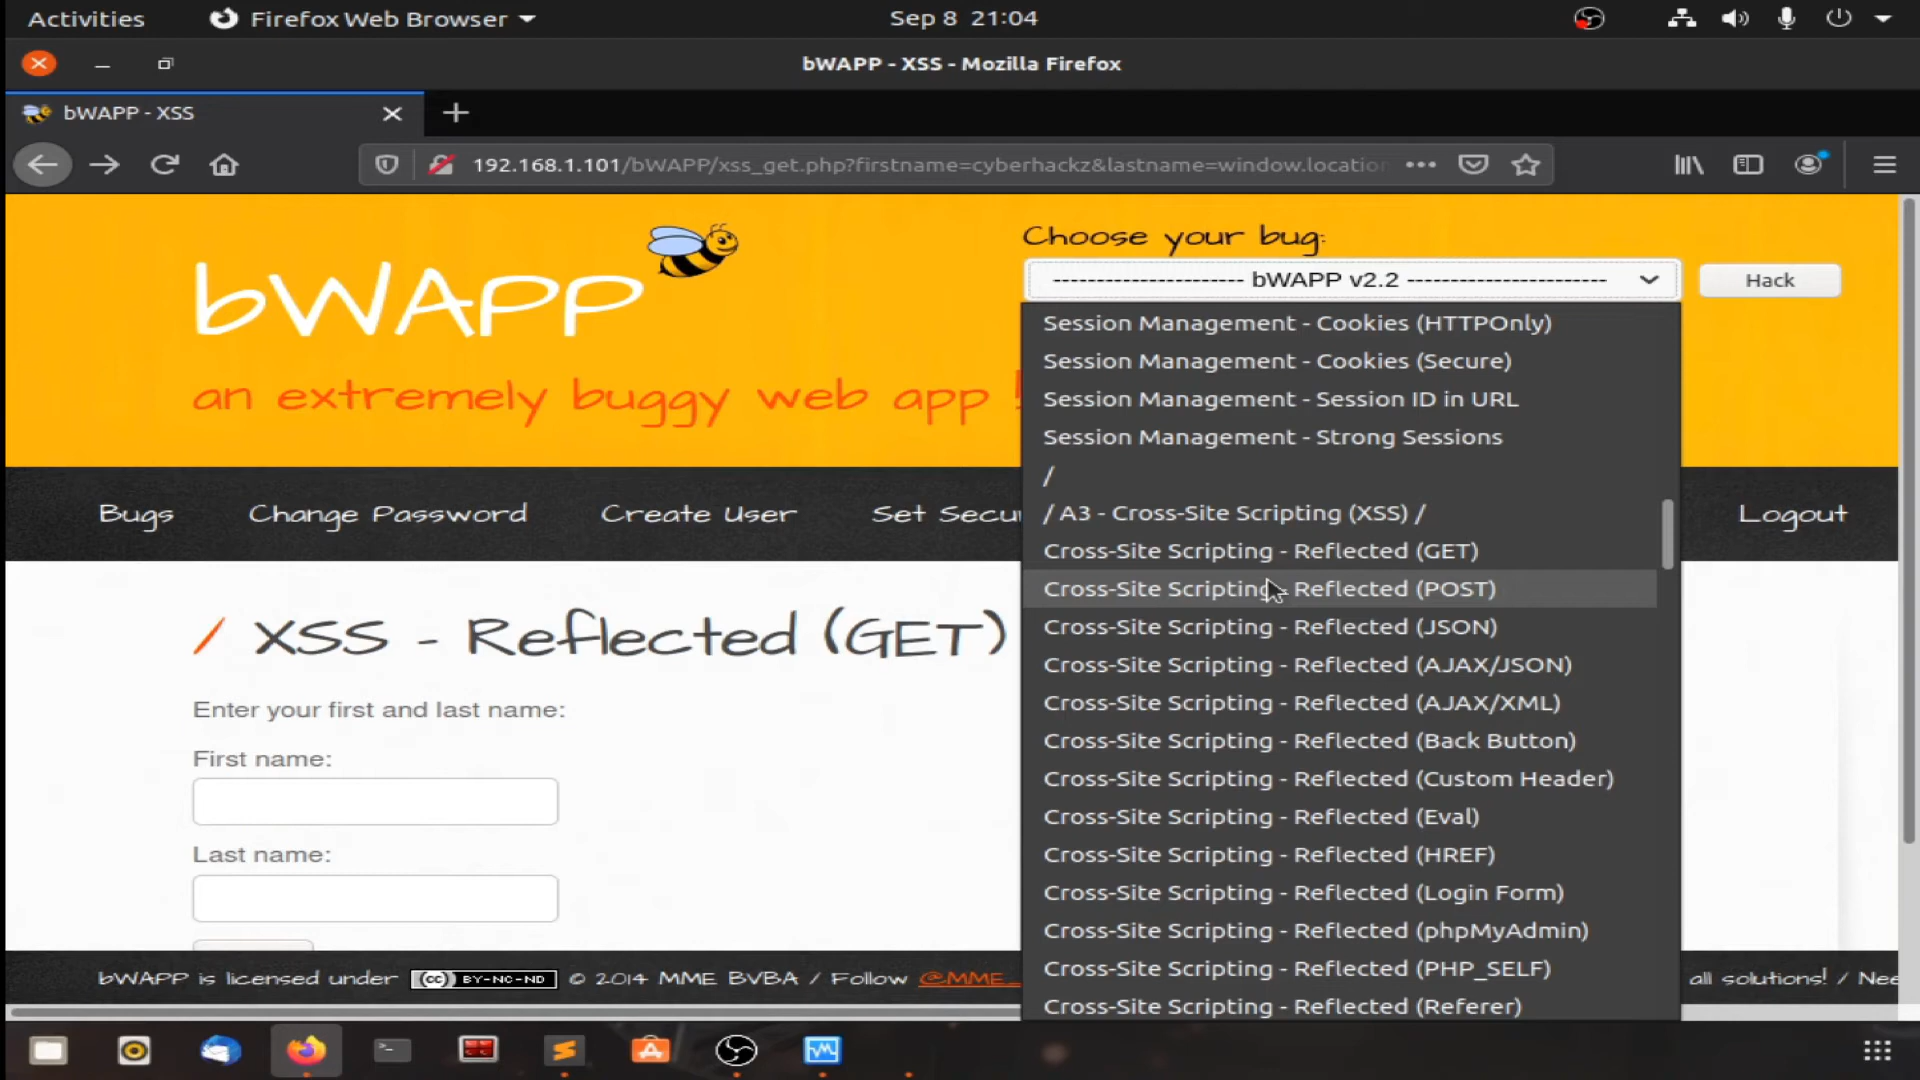 Activities
Firefox Web Browser
Sep 8 21:04
bWAPP - XSS - Mozilla Firefox
bWAPP - XSS
192.168.1.101/bWAPP/xss_get.php?firstname=cyberhackz&lastname=window.locatio
bWAPP
an extremely buggy web app !
Choose your bug:
---------------------- bWAPP v2.2 -----------------------
Hack
Session Management - Cookies (HTTPOnly)
Session Management - Cookies (Secure)
Session Management - Session ID in URL
Session Management - Strong Sessions
/
/ A3 - Cross-Site Scripting (XSS) /
Cross-Site Scripting - Reflected (GET)
Cross-Site Scripting - Reflected (POST)
Cross-Site Scripting - Reflected (JSON)
Cross-Site Scripting - Reflected (AJAX/JSON)
Cross-Site Scripting - Reflected (AJAX/XML)
Cross-Site Scripting - Reflected (Back Button)
Cross-Site Scripting - Reflected (Custom Header)
Cross-Site Scripting - Reflected (Eval)
Cross-Site Scripting - Reflected (HREF)
Cross-Site Scripting - Reflected (Login Form)
Cross-Site Scripting - Reflected (phpMyAdmin)
Cross-Site Scripting - Reflected (PHP_SELF)
Cross-Site Scripting - Reflected (Referer)
Bugs
Change Password
Create User
Set Secu
Logout
/ XSS - Reflected (GET)
Enter your first and last name:
First name:
Last name:
bWAPP is licensed under (cc) BY-NC-ND © 2014 MME BVBA / Follow @MME_
all solutions! / Nee